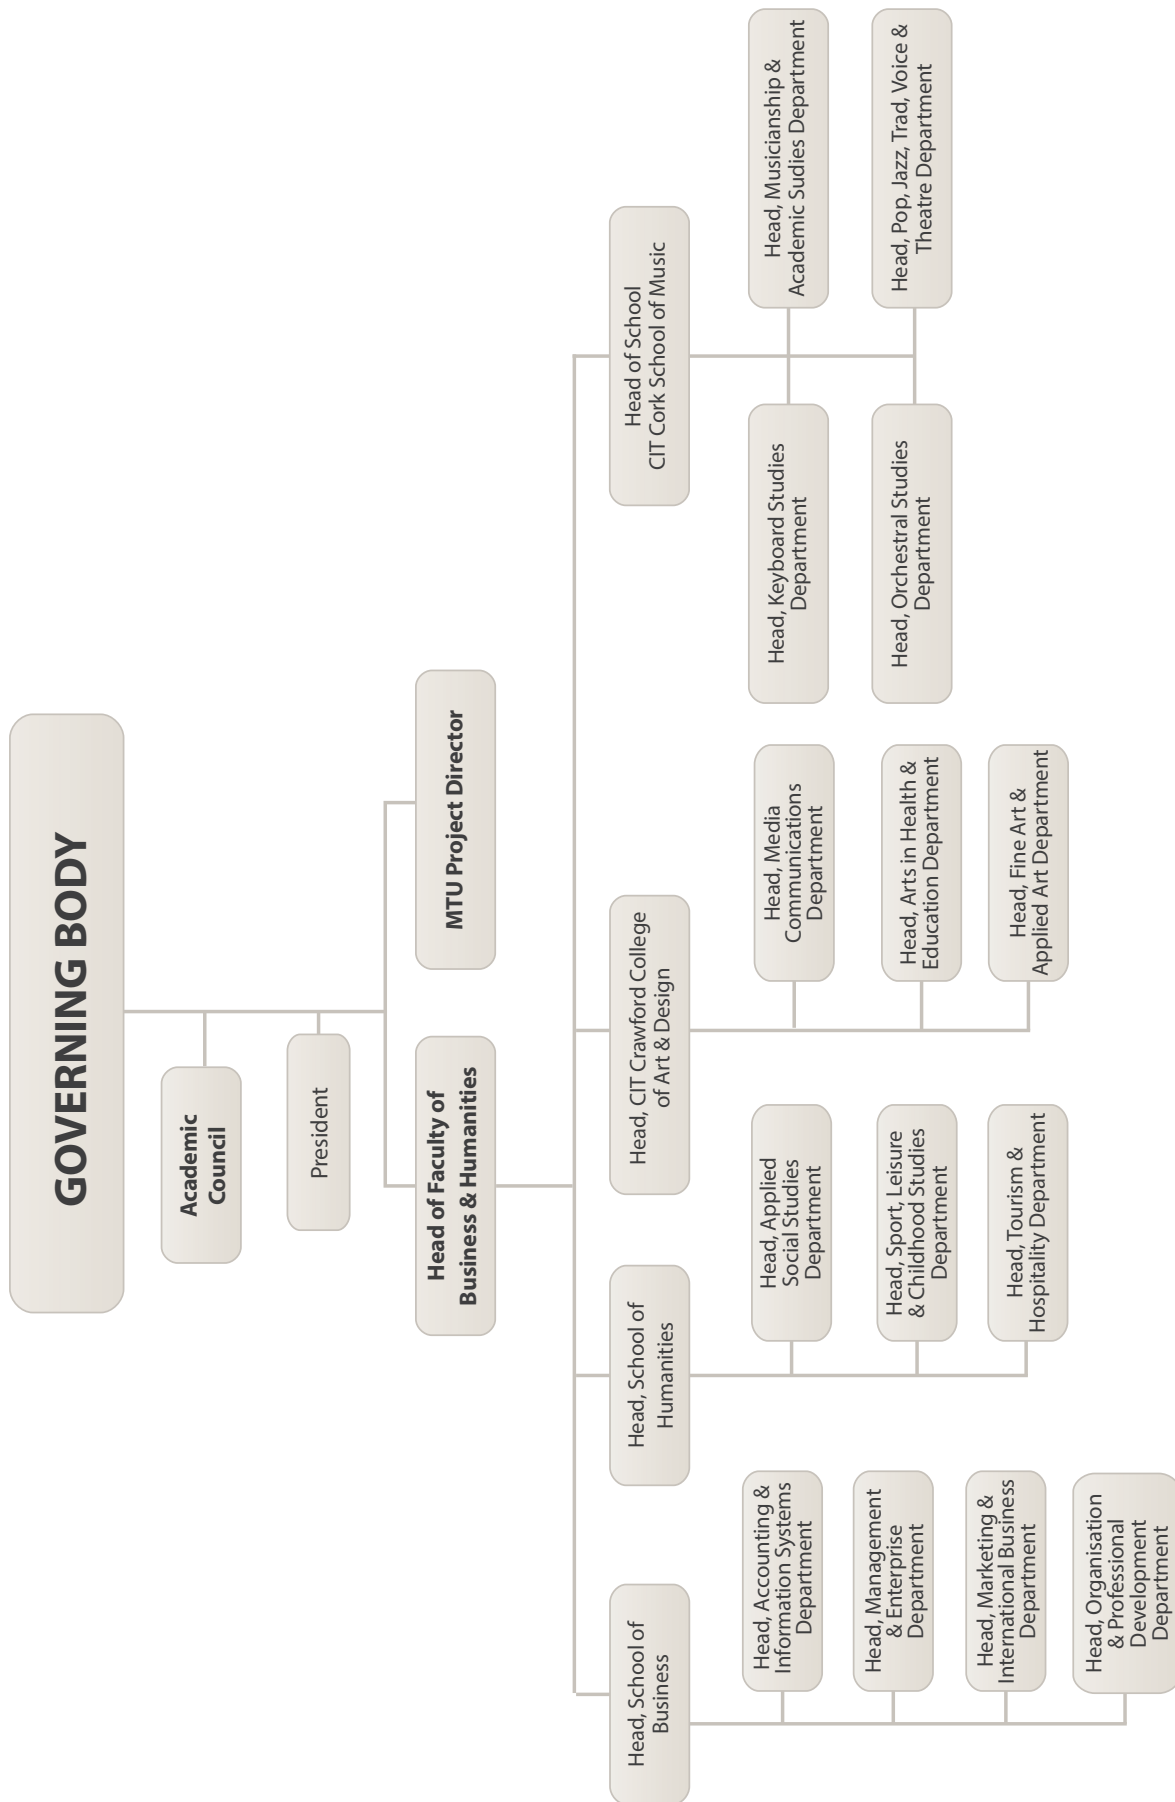 GOVERNING BODY
Academic
Council
President
Head of Faculty of
Business & Humanities
MTU Project Director
Head, School of
Business
Head, School of
Humanities
Head, CIT Crawford College
of Art & Design
Head of School
CIT Cork School of Music
Head, Accounting &
Information Systems
Department
Head, Management
& Enterprise
Department
Head, Marketing &
International Business
Department
Head, Organisation
& Professional
Development
Department
Head, Applied
Social Studies
Department
Head, Sport, Leisure
& Childhood Studies
Department
Head, Tourism &
Hospitality Department
Head, Media
Communications
Department
Head, Arts in Health &
Education Department
Head, Fine Art &
Applied Art Department
Head, Keyboard Studies
Department
Head, Musicianship &
Academic Sudies Department
Head, Orchestral Studies
Department
Head, Pop, Jazz, Trad, Voice &
Theatre Department